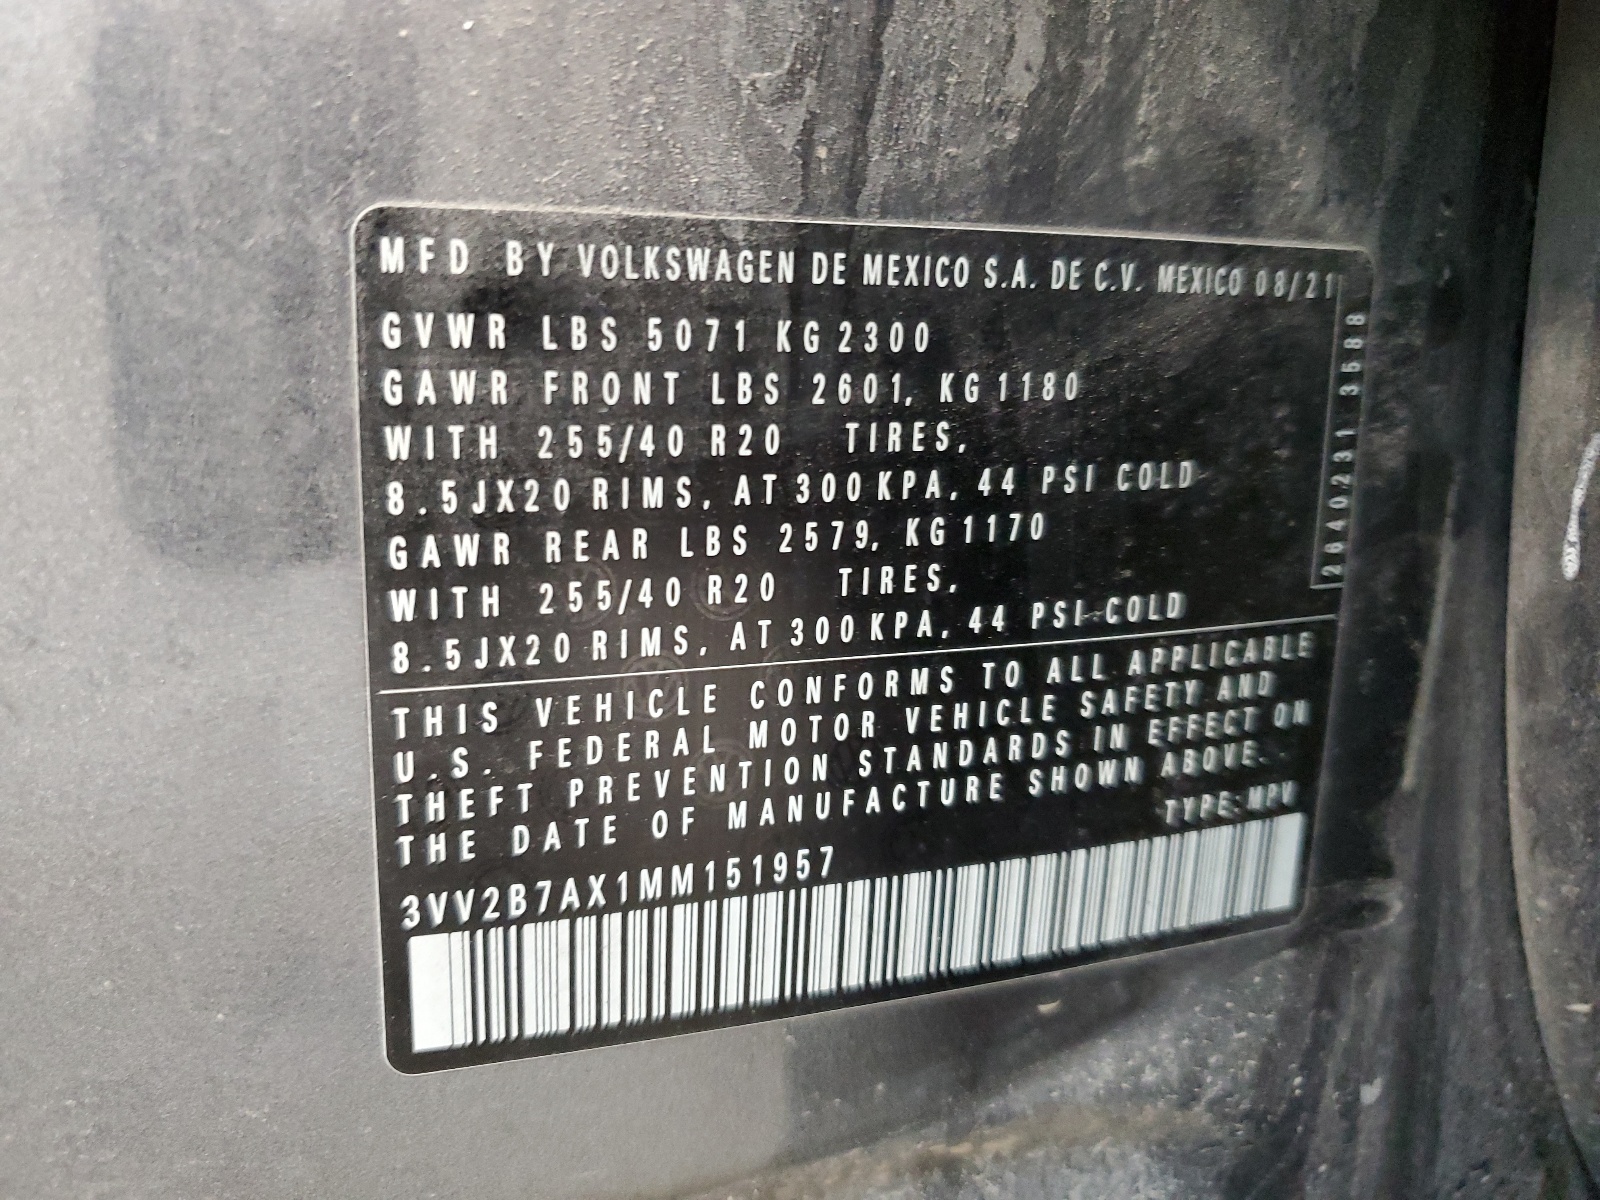 MFD BY VOLKSWAGEN DE MEXICO S.A. DE C.V. MEXICO 08/21
GVWR LBS 5071 KG 2300
GAWR FRONT LBS 2601, KG 1180
WITH 255/40 R20 TIRES,
8.5JX20 RIMS, AT 300 KPA, 44 PSI COLD
GAWR REAR LBS 2579, KG 1170
WITH 255/40 R20 TIRES,
8.5JX20 RIMS, AT 300 KPA, 44 PSI COLD
THIS VEHICLE CONFORMS TO ALL APPLICABLE
U.S. FEDERAL MOTOR VEHICLE SAFETY AND
THEFT PREVENTION STANDARDS IN EFFECT ON
THE DATE OF MANUFACTURE SHOWN ABOVE.
TYPE: MPV
3VV2B7AX1MM151957